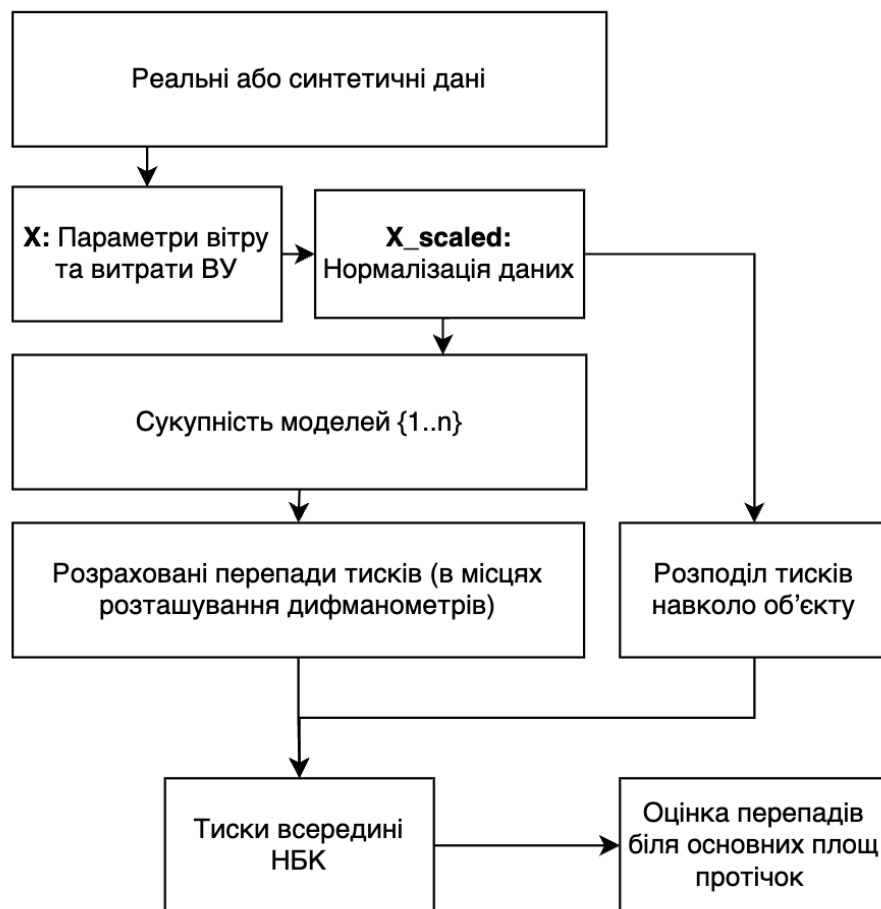 Реальні або синтетичні дані
X: Параметри вітру
та витрати ВУ
X_scaled:
Нормалізація даних
Сукупність моделей {1..n}
Розраховані перепади тисків (в місцях
розташування дифманометрів)
Розподіл тисків
навколо об’єкту
Тиски всередині
НБК
Оцінка перепадів
біля основних площ
протічок